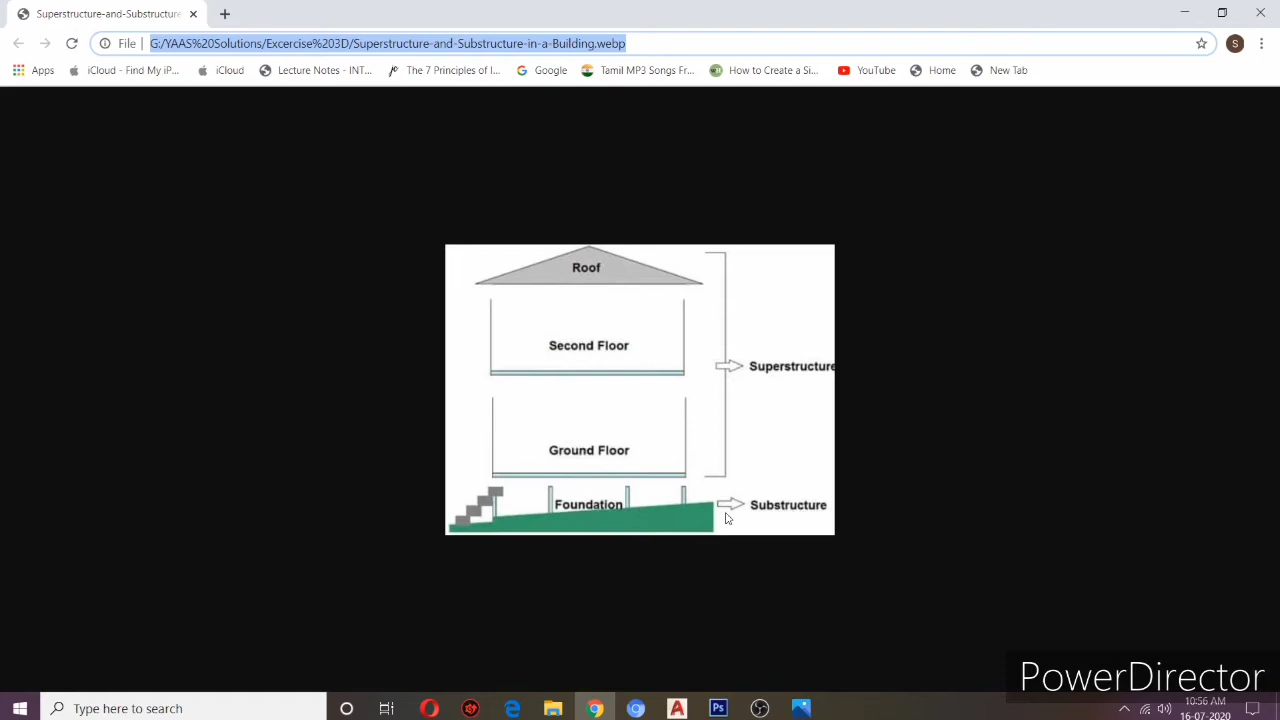 Superstructure-and-Substructure
File
G:/YAAS%20Solutions/Excercise%203D/Superstructure-and-Substructure-in-a-Building.webp
S
Apps
iCloud - Find My iP...
iCloud
Lecture Notes - INT...
The 7 Principles of I...
Google
Tamil MP3 Songs Fr...
How to Create a Si...
YouTube
Home
New Tab
Roof
Second Floor
Superstructure
Ground Floor
Foundation
Substructure
PowerDirector
Type here to search
Ps
10:56 AM
16-07-2020